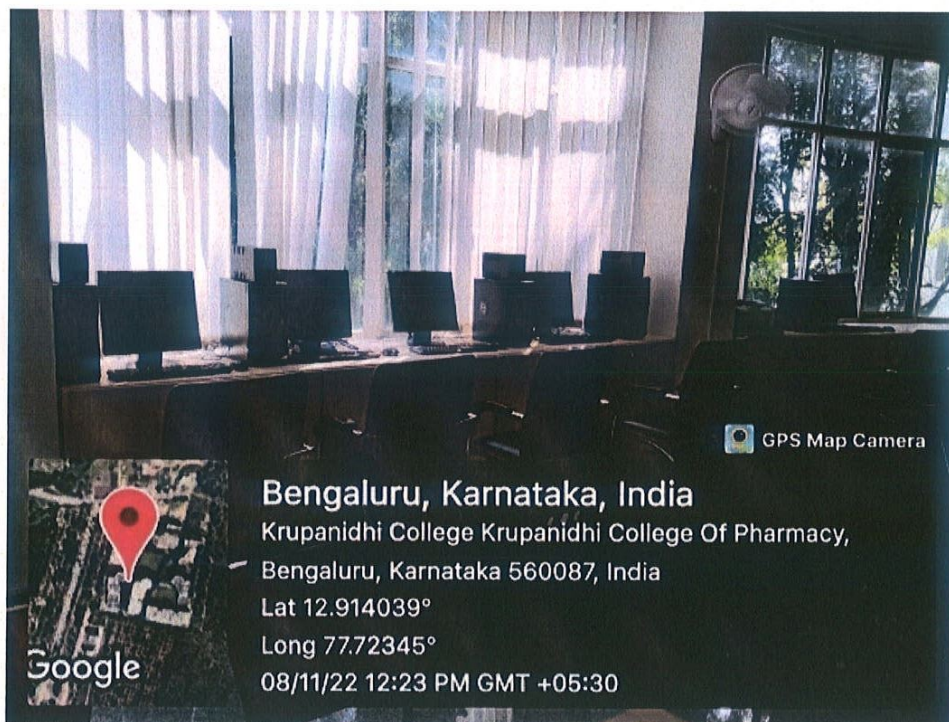 GPS Map Camera
Bengaluru, Karnataka, India
Krupanidhi College Krupanidhi College Of Pharmacy,
Bengaluru, Karnataka 560087, India
Lat 12.914039°
Long 77.72345°
08/11/22 12:23 PM GMT +05:30
Google